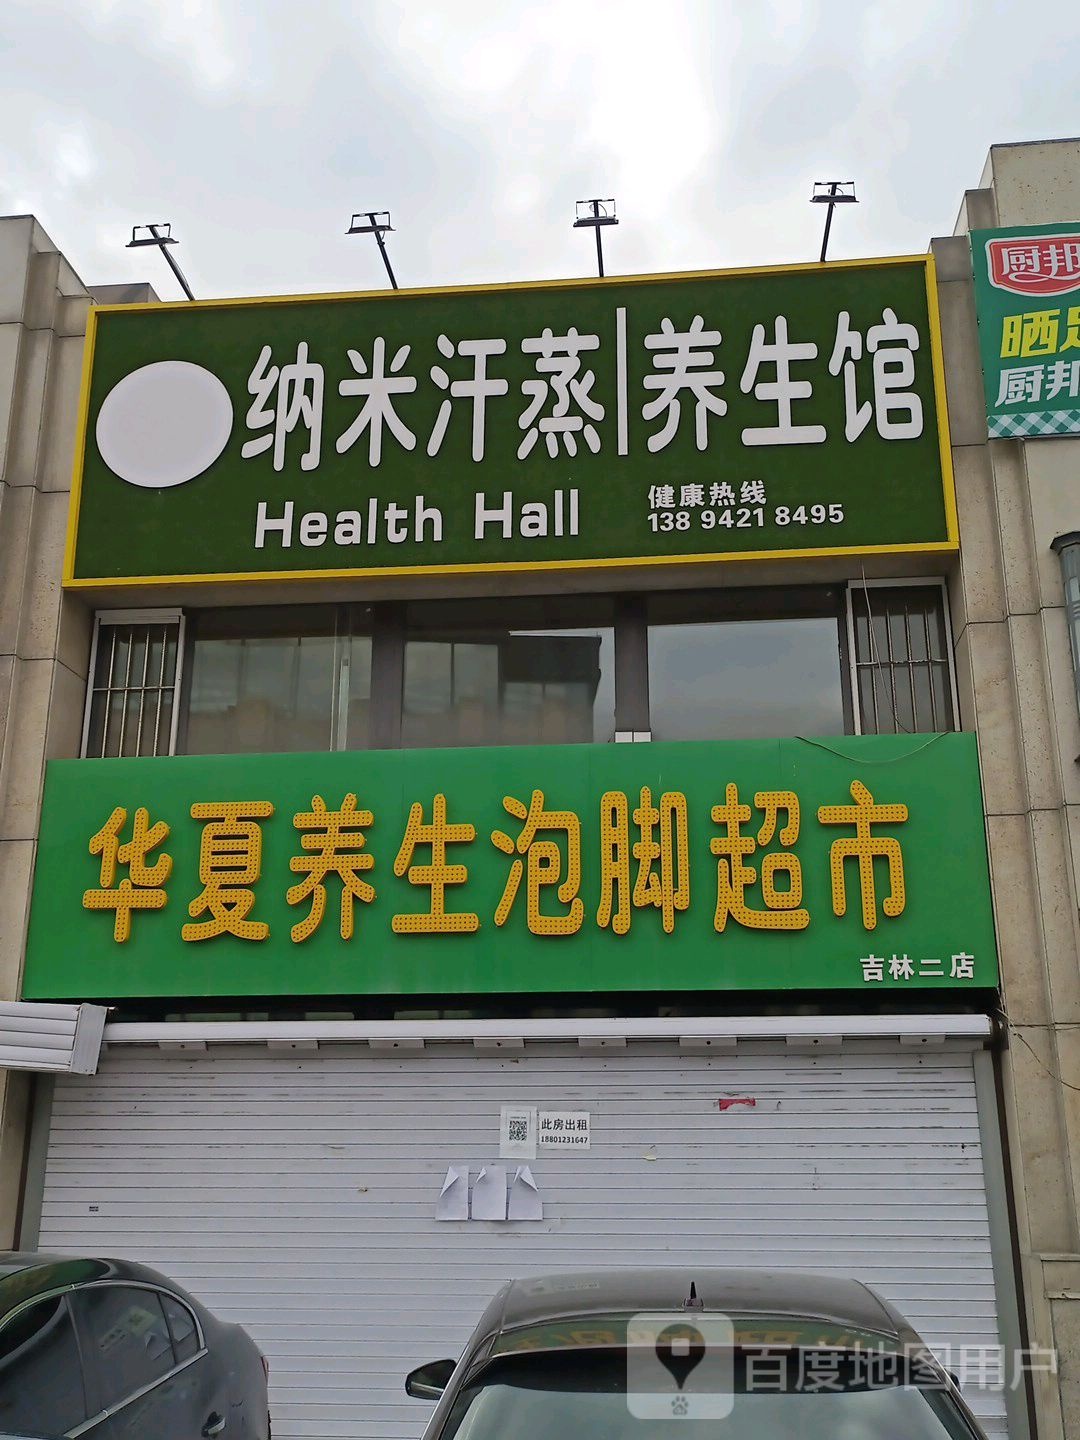 纳米汗蒸|养生馆
Health Hall
健康热线
138 9421 8495
厨邦
晒足
厨邦
华夏养生泡脚超市
吉林二店
此房出租
18801231647
百度地图用户